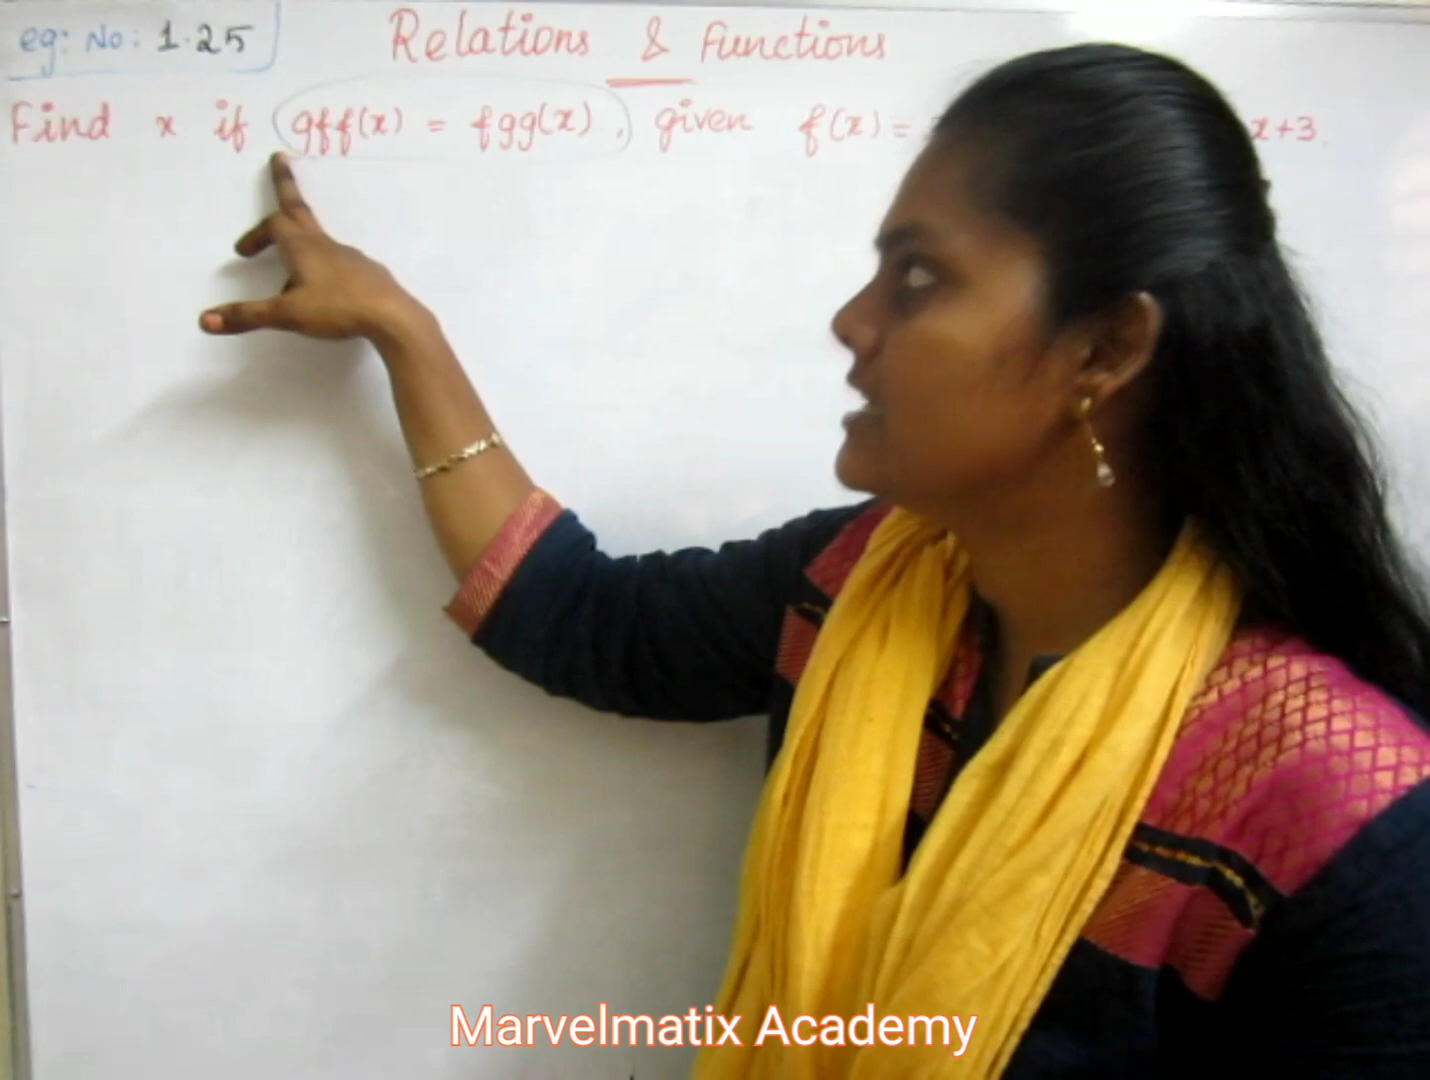 eg: No: 1.25
Relations & Functions
Find x if gff(x) = fgg(x), given f(x) = x+3.
Marvelmatix Academy